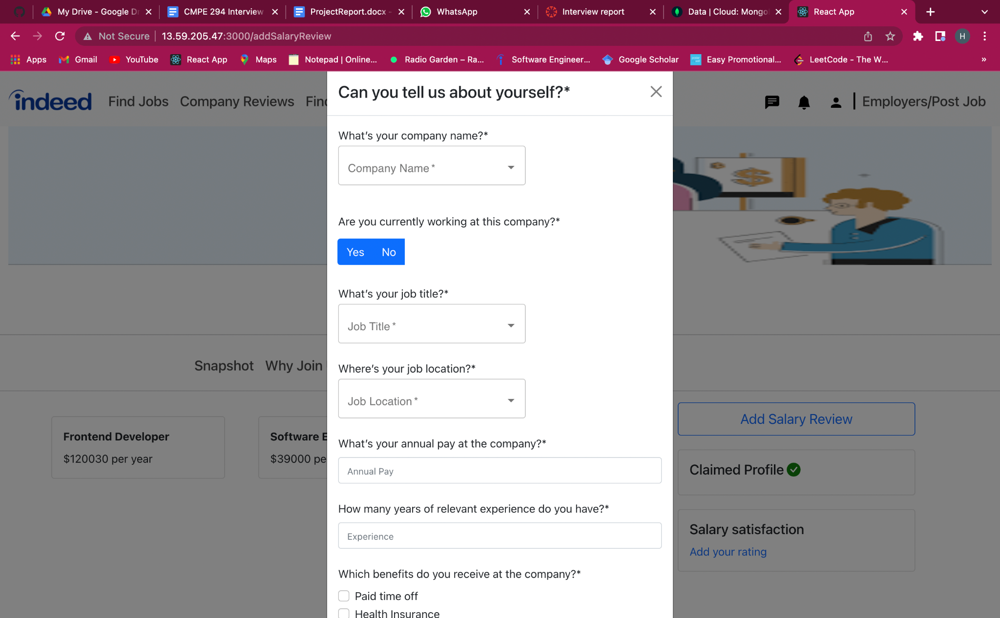 My Drive - Google Dr
CMPE 294 Interview
ProjectReport.docx -
WhatsApp
Interview report
Data | Cloud: Mongo
React App
Not Secure | 13.59.205.47:3000/addSalaryReview
H
Apps
Gmail
YouTube
React App
Maps
Notepad | Online...
Radio Garden – Ra...
Software Engineer...
Google Scholar
Easy Promotional...
LeetCode - The W...
»
indeed Find Jobs Company Reviews Find
Employers/Post Job
Can you tell us about yourself?*
What's your company name?*
Company Name *
Are you currently working at this company?*
Yes No
What's your job title?*
Job Title *
Where's your job location?*
Job Location *
What's your annual pay at the company?*
Annual Pay
How many years of relevant experience do you have?*
Experience
Which benefits do you receive at the company?*
Paid time off
Health Insurance
Snapshot Why Join
Frontend Developer
$120030 per year
Software E
$39000 pe
Add Salary Review
Claimed Profile
Salary satisfaction
Add your rating